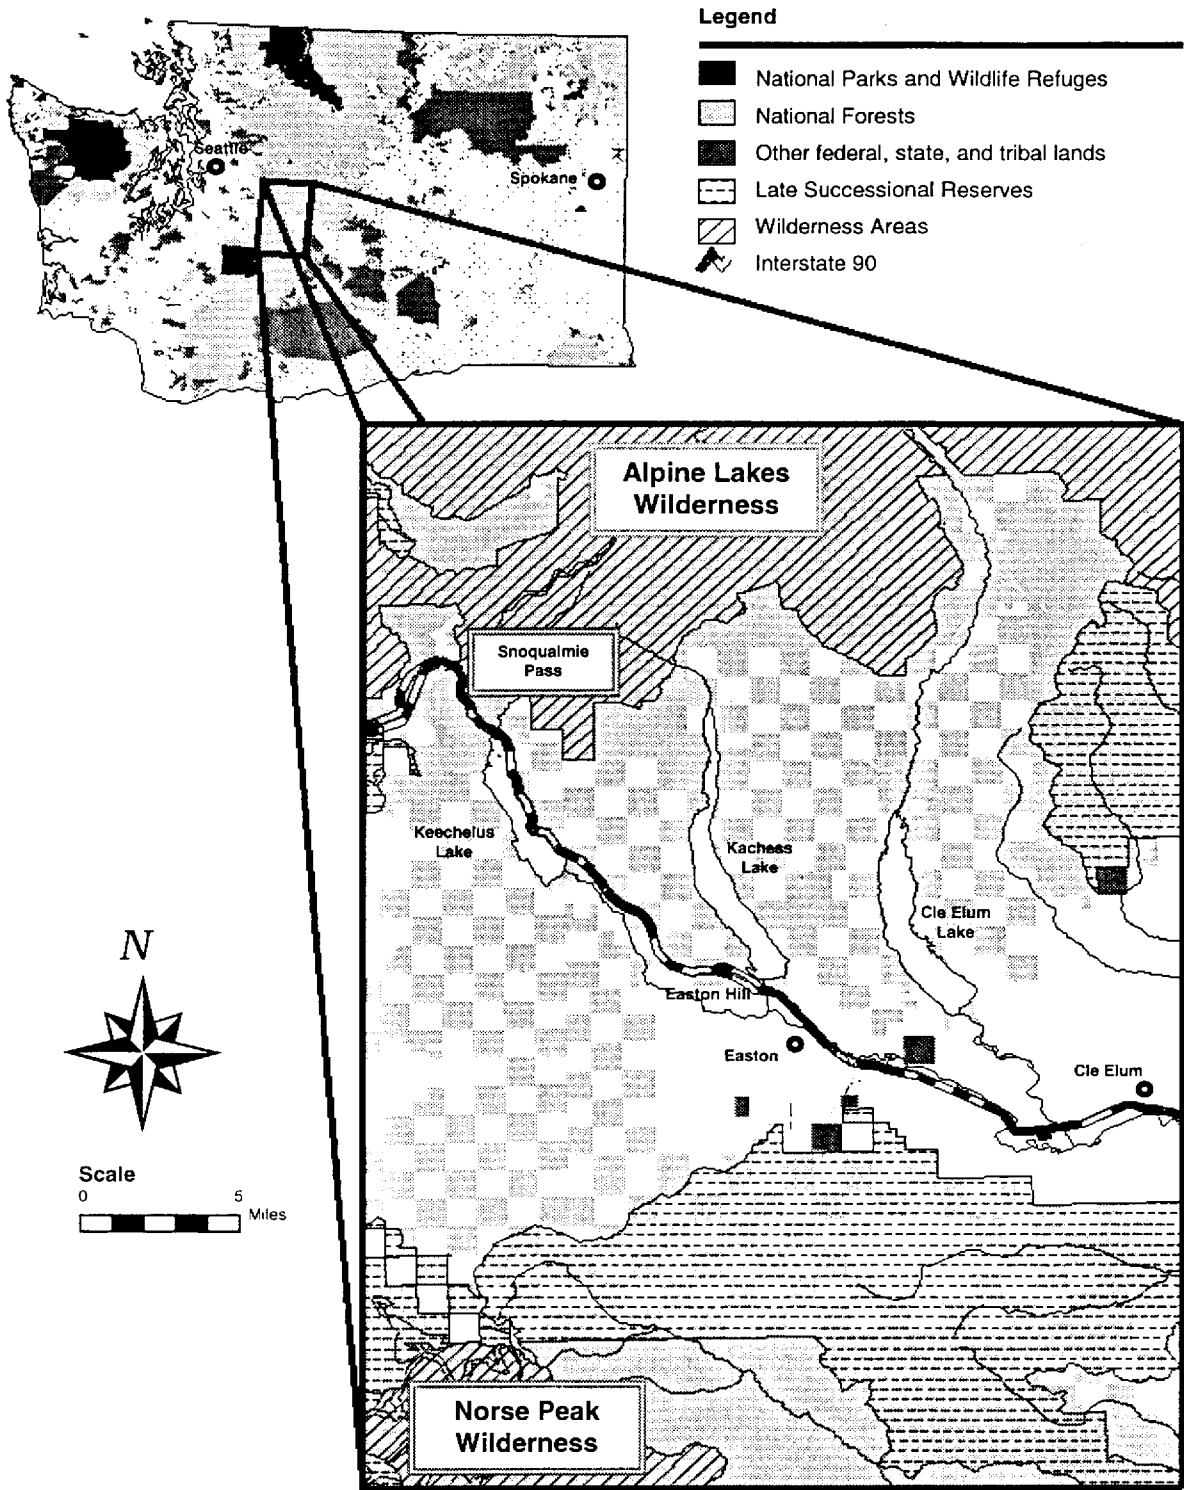 Legend
National Parks and Wildlife Refuges
National Forests
Other federal, state, and tribal lands
Late Successional Reserves
Wilderness Areas
Interstate 90
Seattle
Spokane
Alpine Lakes
Wilderness
Snoqualmie
Pass
Keechelus
Lake
Kachess
Lake
Cle Elum
Lake
Easton Hill
Easton
Cle Elum
N
Scale
0 5
Miles
Norse Peak
Wilderness